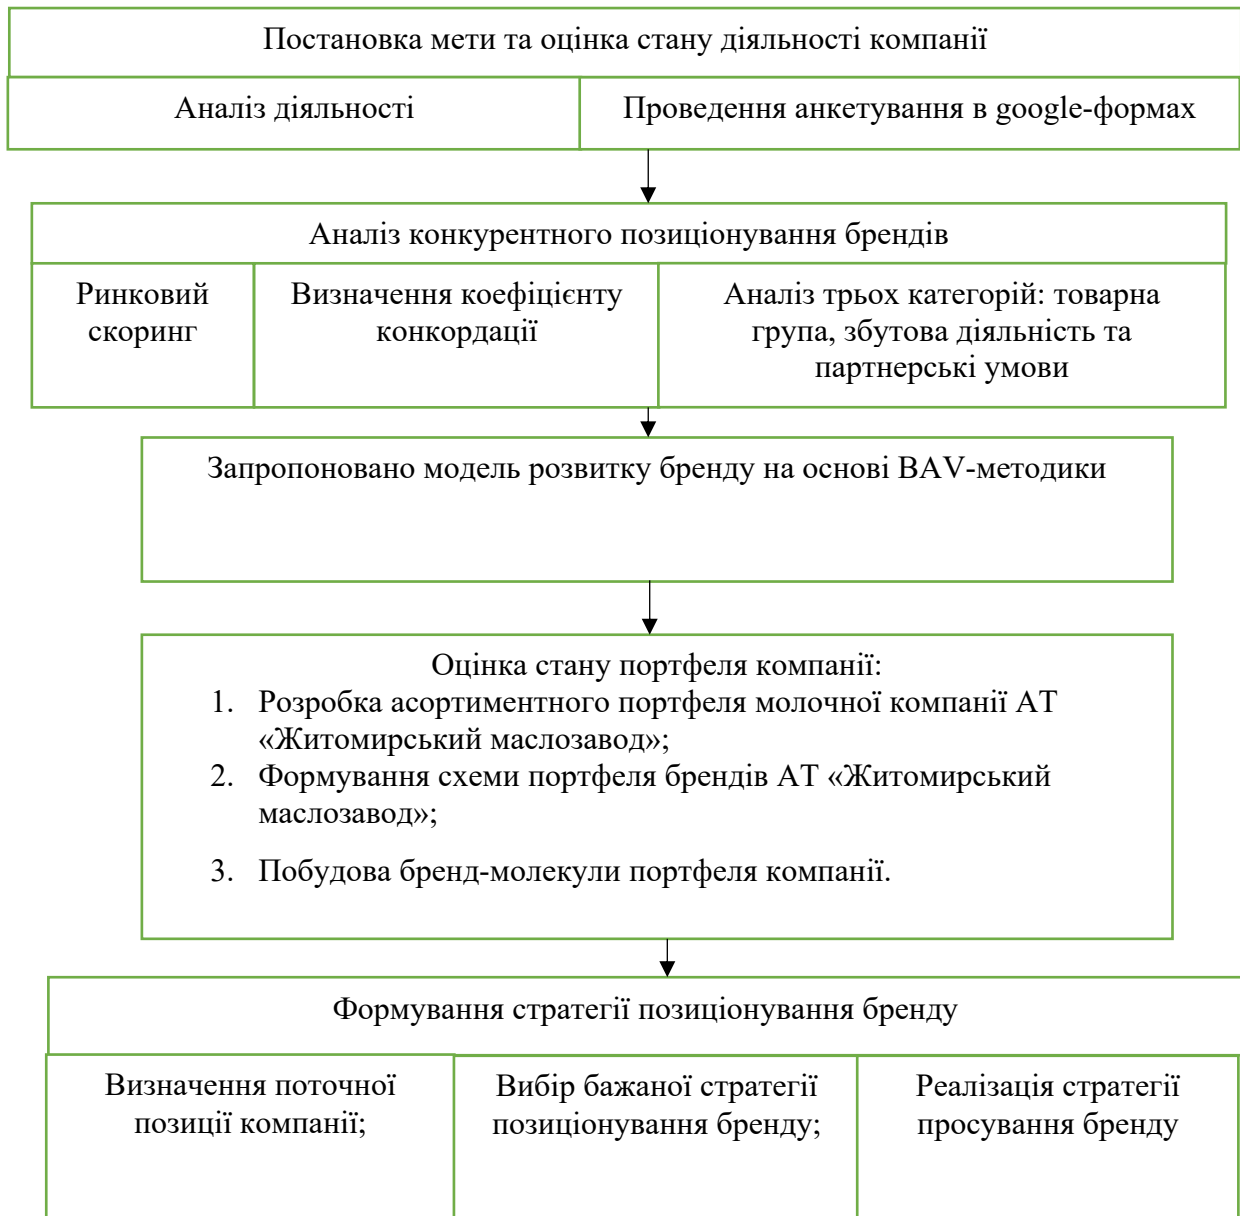 Постановка мети та оцінка стану діяльності компанії
Аналіз діяльності
Проведення анкетування в google-формах
Аналіз конкурентного позиціонування брендів
Ринковий
скоринг
Визначення коефіцієнту
конкордації
Аналіз трьох категорій: товарна
група, збутова діяльність та
партнерські умови
Запропоновано модель розвитку бренду на основі BAV-методики
Оцінка стану портфеля компанії:
1. Розробка асортиментного портфеля молочної компанії АТ
«Житомирський маслозавод»;
2. Формування схеми портфеля брендів АТ «Житомирський
маслозавод»;
3. Побудова бренд-молекули портфеля компанії.
Формування стратегії позиціонування бренду
Визначення поточної
позиції компанії;
Вибір бажаної стратегії
позиціонування бренду;
Реалізація стратегії
просування бренду